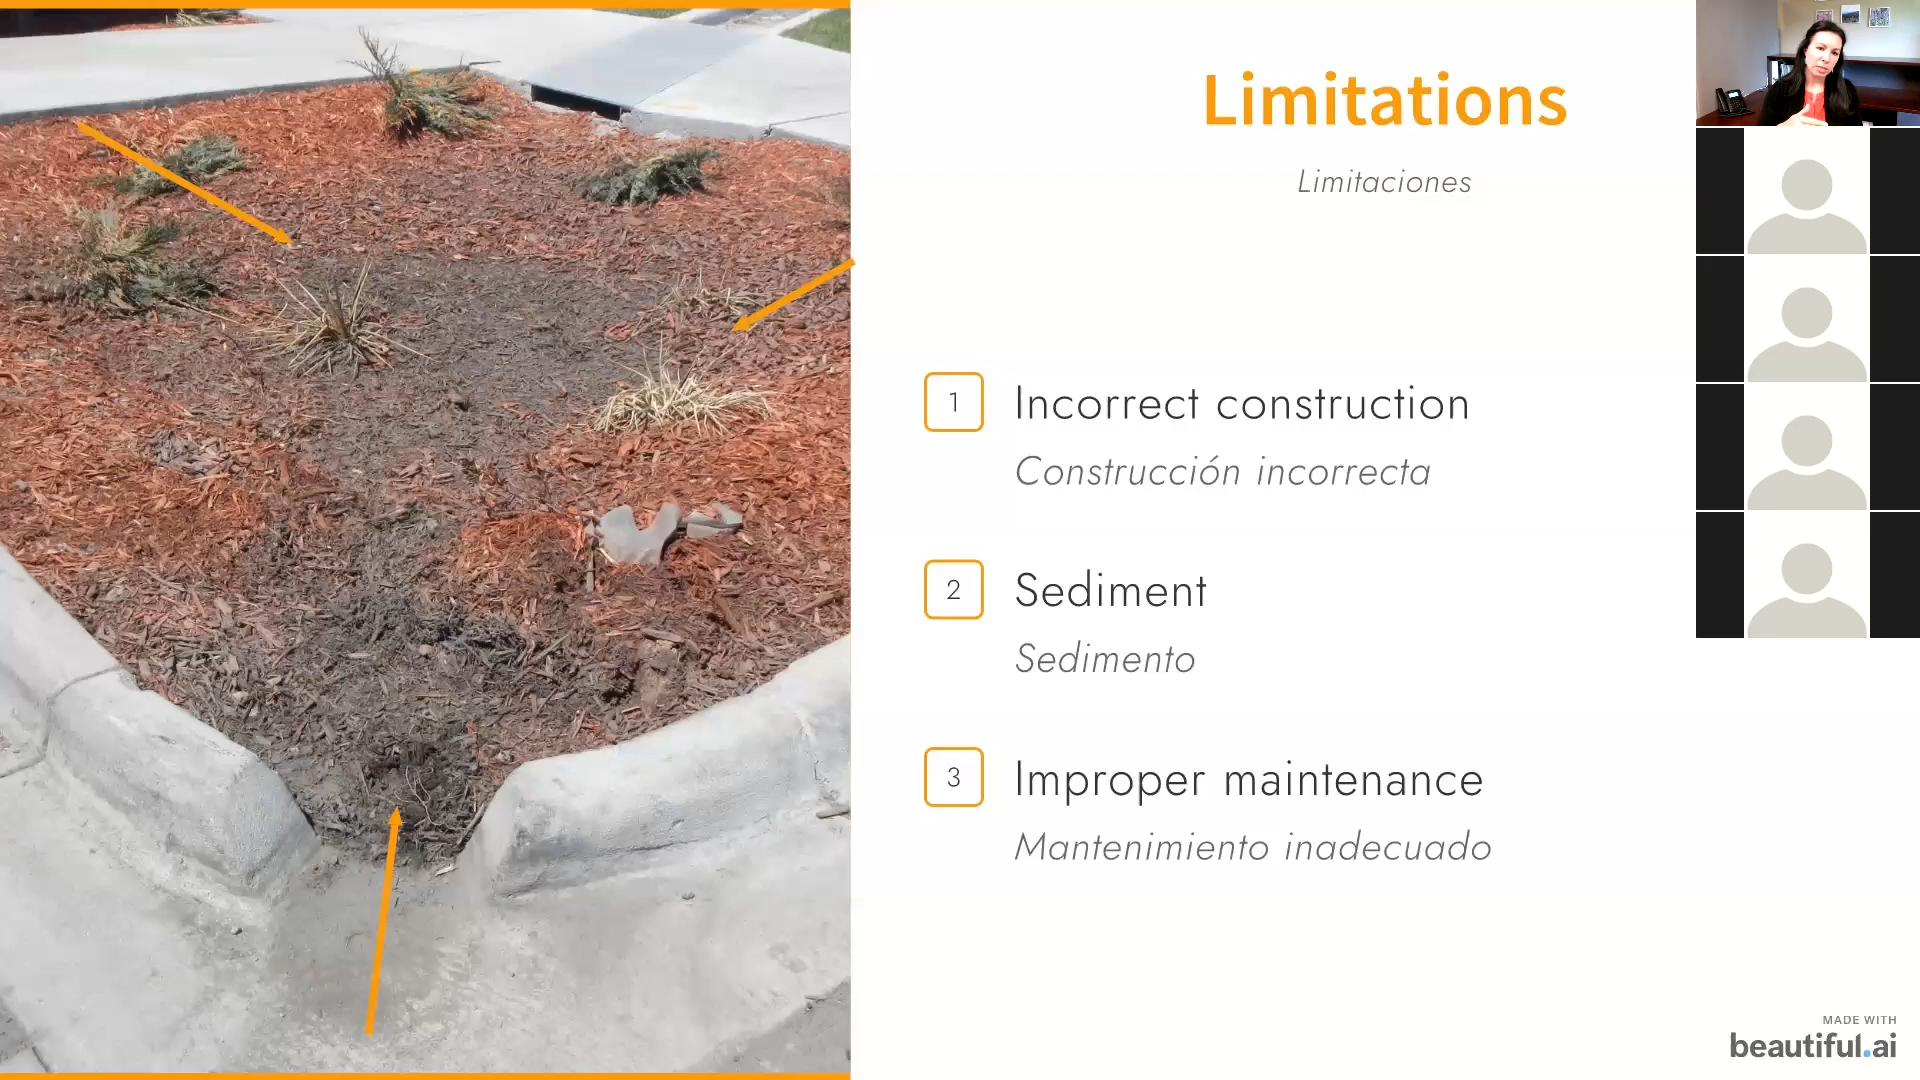 Limitations
Limitaciones
1 Incorrect construction
Construcción incorrecta
2 Sediment
Sedimento
3 Improper maintenance
Mantenimiento inadecuado
MADE WITH
beautiful.ai